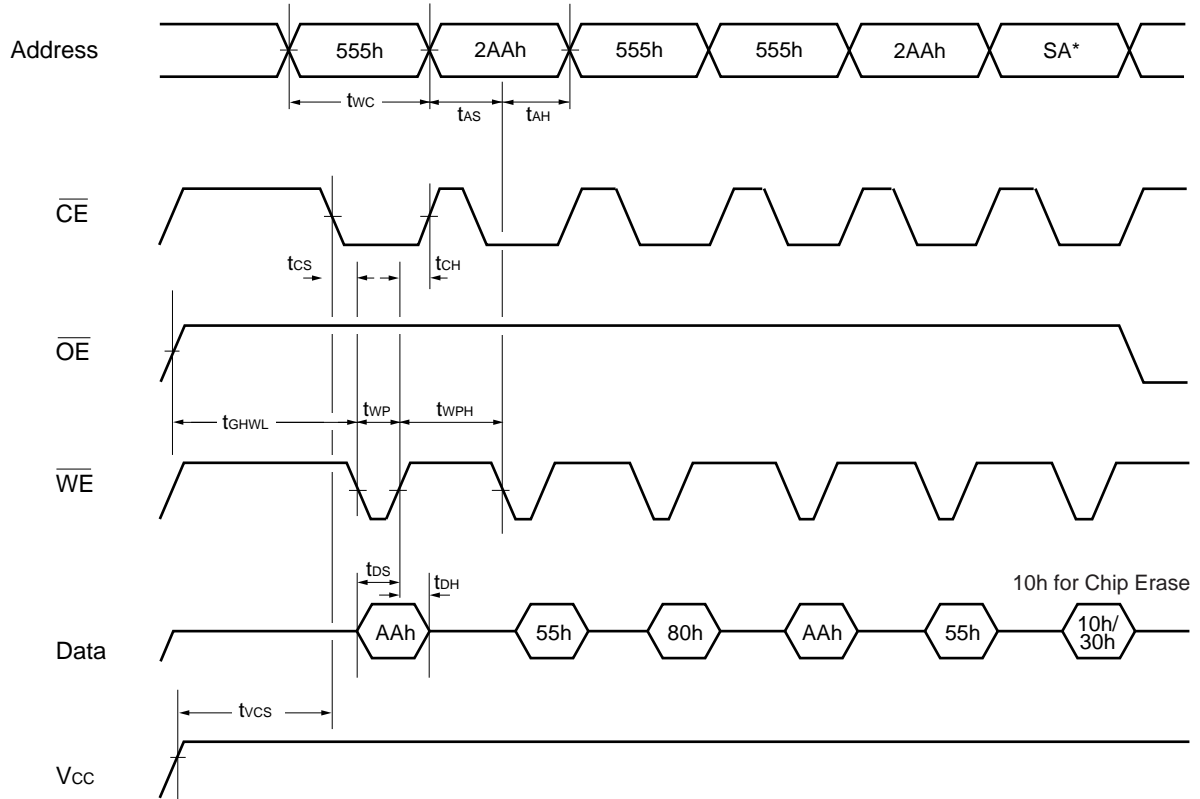 Address
555h
2AAh
555h
555h
2AAh
SA*
tWC
tAS
tAH
CE
tCS
tCH
OE
tGHWL
tWP
tWPH
WE
tDS
tDH
10h for Chip Erase
Data
AAh
55h
80h
AAh
55h
10h/
30h
tVCS
VCC